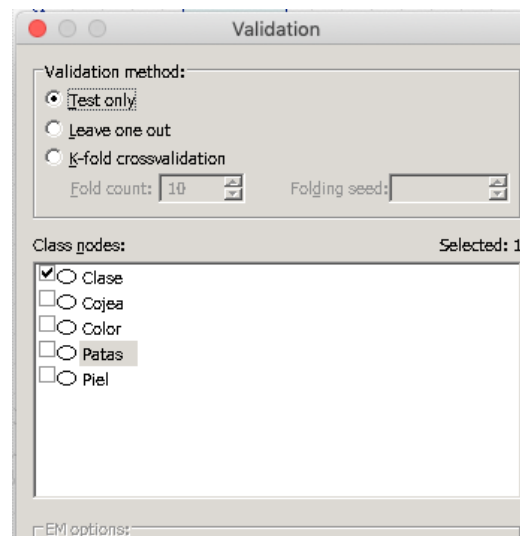 Validation
Validation method:
Test only
Leave one out
K-fold crossvalidation
Fold count: 10 Folding seed:
Class nodes: Selected: 1
Clase
Cojea
Color
Patas
Piel
EM options: